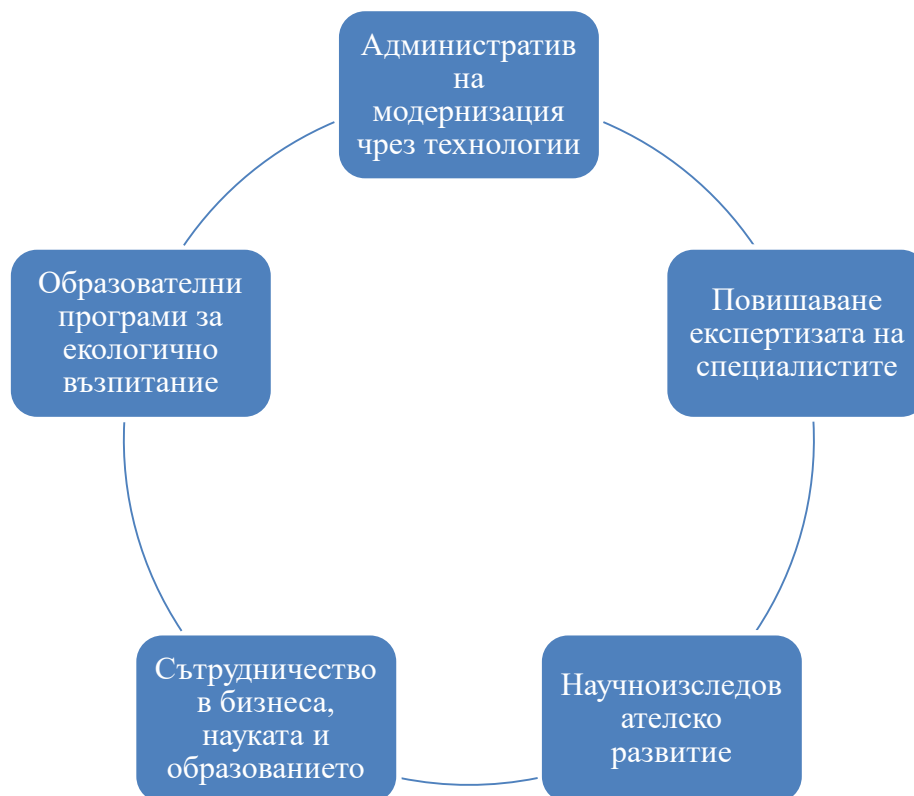 Административ
на
модернизация
чрез технологии
Повишаване
експертизата на
специалистите
Научноизследов
ателско
развитие
Сътрудничество
в бизнеса,
науката и
образованието
Образователни
програми за
екологично
възпитание